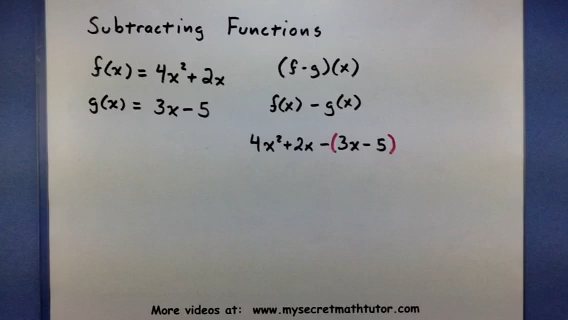 Subtracting Functions
f(x) = 4x²+2x
g(x) = 3x-5
(f-g)(x)
f(x) - g(x)
4x²+2x-(3x-5)
More videos at: www.mysecretmathtutor.com